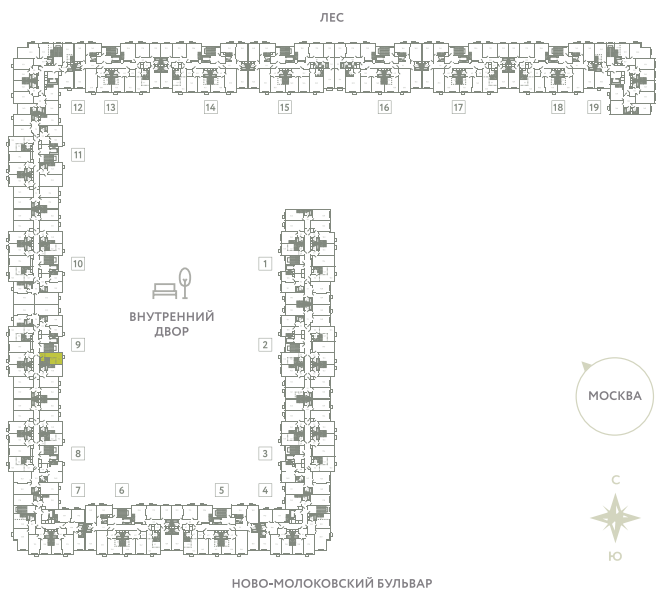 ЛЕС
12 13 14 15 16 17 18 19
11
10 1
ВНУТРЕННИЙ
ДВОР
9 2
МОСКВА
8 3
С
7 6 5 4
Ю
НОВО-МОЛОКОВСКИЙ БУЛЬВАР